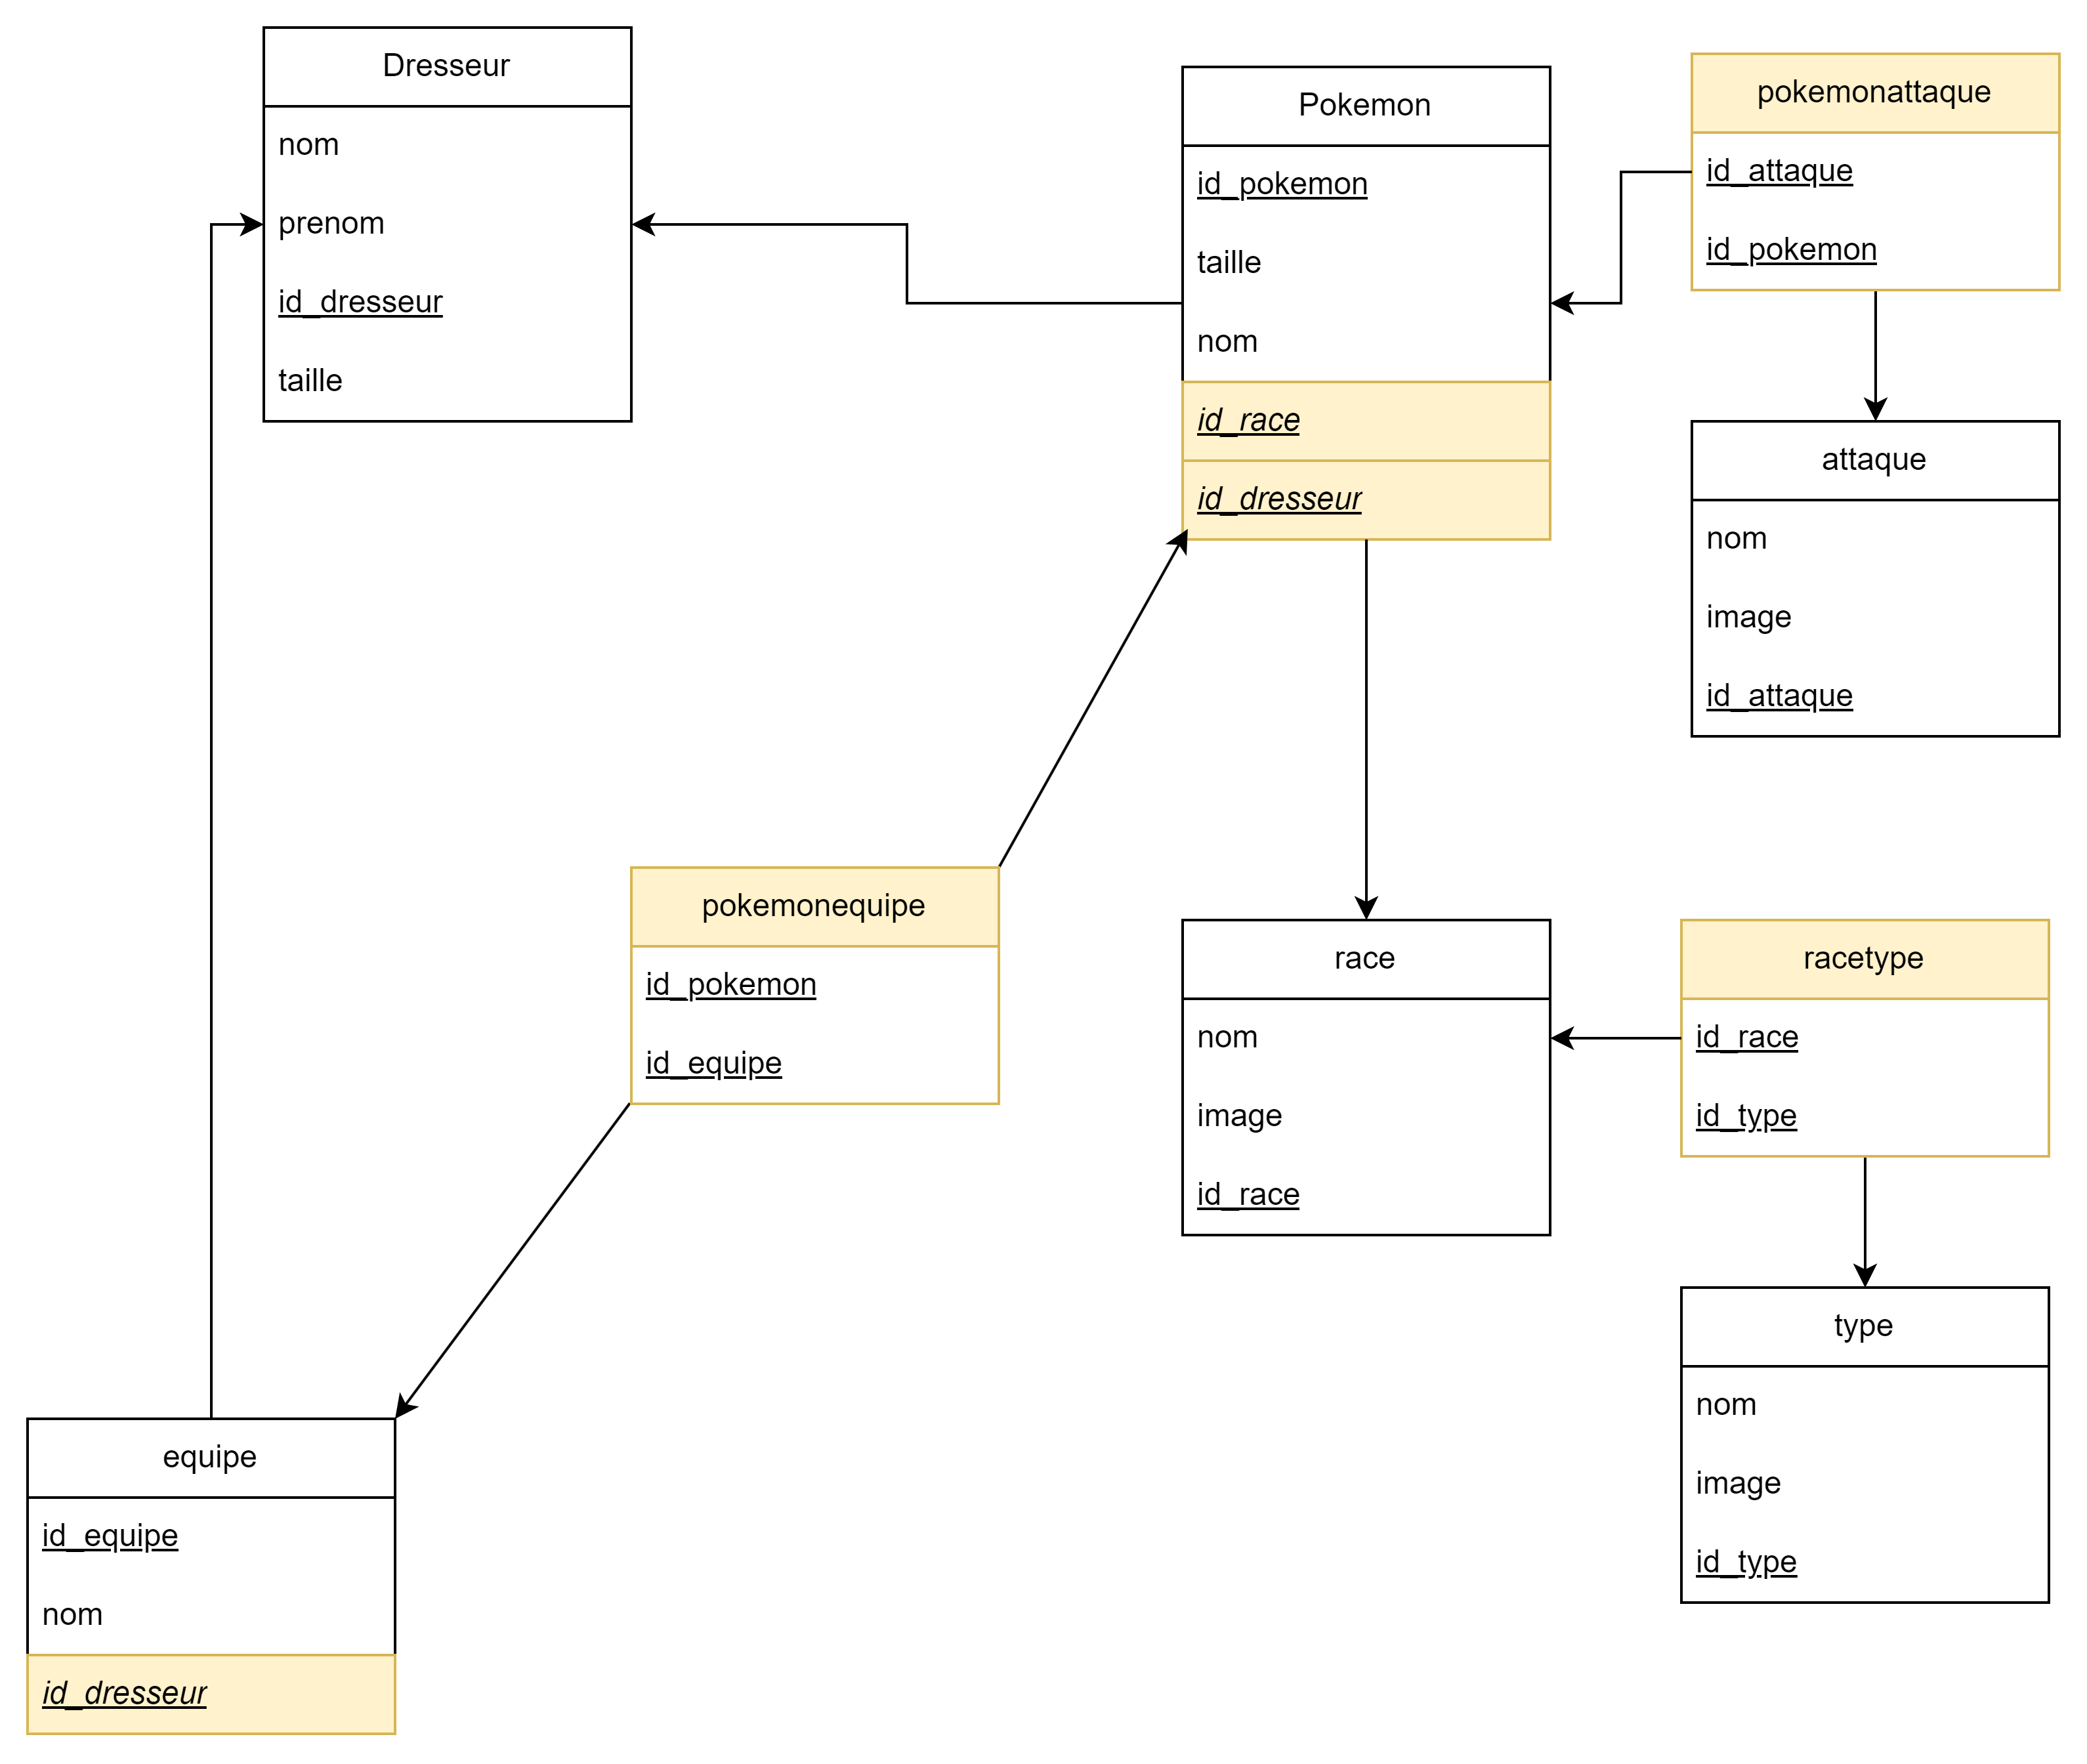 Dresseur
nom
prenom
id_dresseur
taille
Pokemon
id_pokemon
taille
nom
id_race
id_dresseur
pokemonattaque
id_attaque
id_pokemon
attaque
nom
image
id_attaque
pokemonequipe
id_pokemon
id_equipe
race
nom
image
id_race
racetype
id_race
id_type
type
nom
image
id_type
equipe
id_equipe
nom
id_dresseur